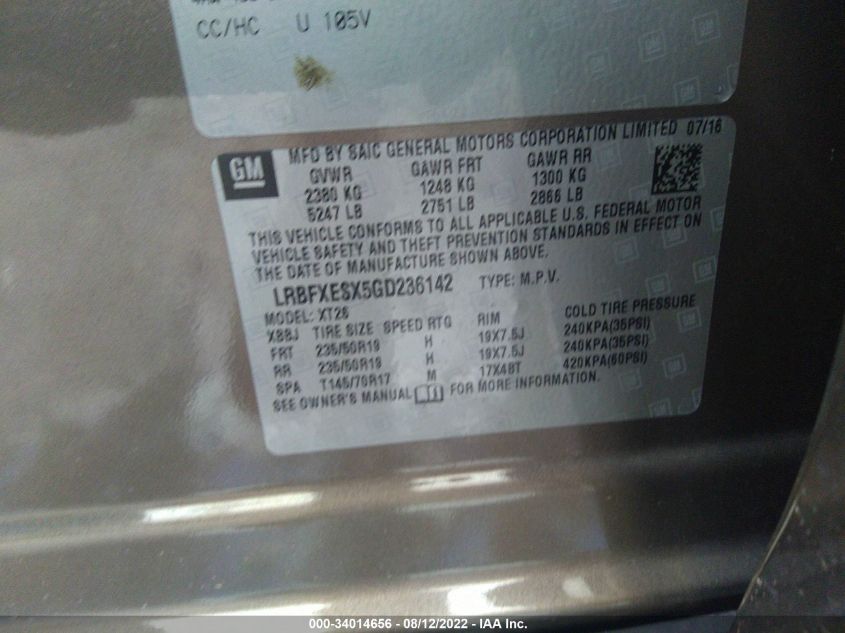 CC/HC U 105V
GM
MFD BY SAIC GENERAL MOTORS CORPORATION LIMITED 07/16
GVWR GAWR FRT GAWR RR
2380 KG 1248 KG 1300 KG
5247 LB 2751 LB 2866 LB
THIS VEHICLE CONFORMS TO ALL APPLICABLE U.S. FEDERAL MOTOR
VEHICLE SAFETY AND THEFT PREVENTION STANDARDS IN EFFECT ON
THE DATE OF MANUFACTURE SHOWN ABOVE.
LRBFXESX5GD236142 TYPE: M.P.V.
MODEL: XT26
X88J TIRE SIZE SPEED RTG RIM COLD TIRE PRESSURE
FRT 235/50R19 H 19X7.5J 240KPA(35PSI)
RR 235/50R19 H 19X7.5J 240KPA(35PSI)
SPA T145/70R17 M 17X4BT 420KPA(60PSI)
SEE OWNER'S MANUAL FOR MORE INFORMATION.
000-34014656 - 08/12/2022 - IAA Inc.